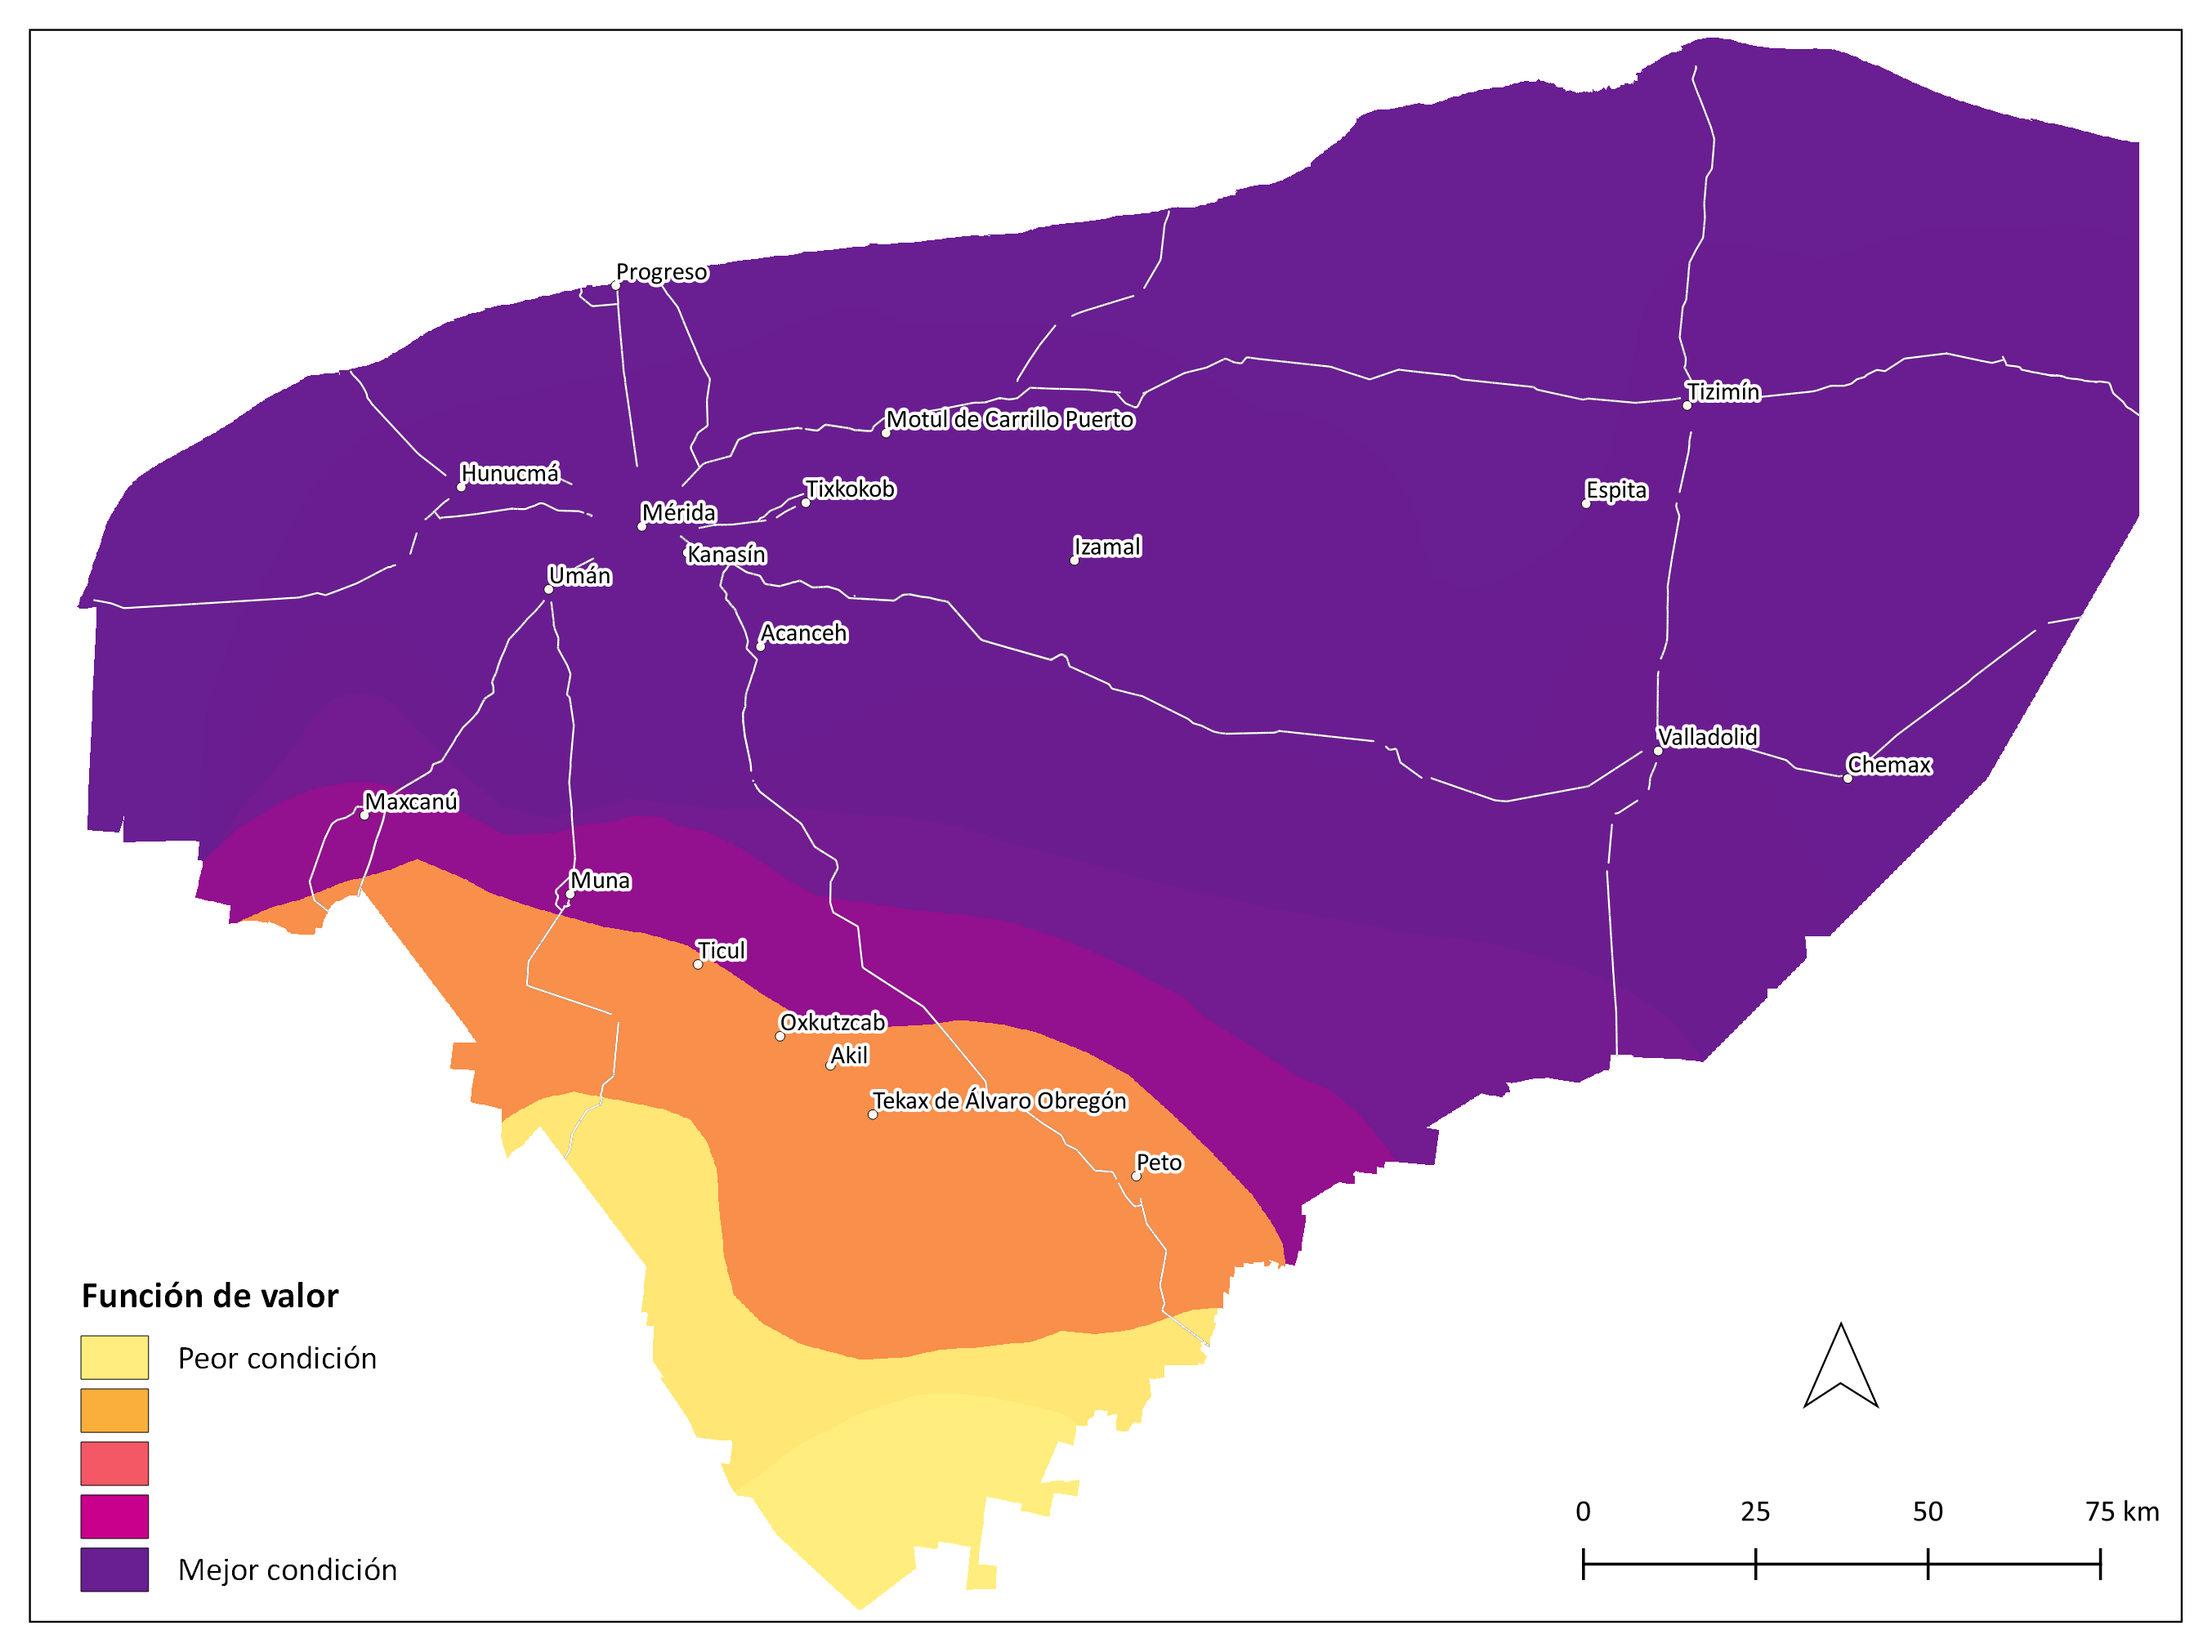 Progreso
Tizimín
Motul de Carrillo Puerto
Hunucmá
Tixkokob
Espita
Mérida
Izamal
Kanasín
Umán
Acanceh
Valladolid
Chemax
Maxcanú
Muna
Ticul
Oxkutzcab
Akil
Tekax de Álvaro Obregón
Peto
Función de valor
Peor condición
Mejor condición
0 25 50 75 km